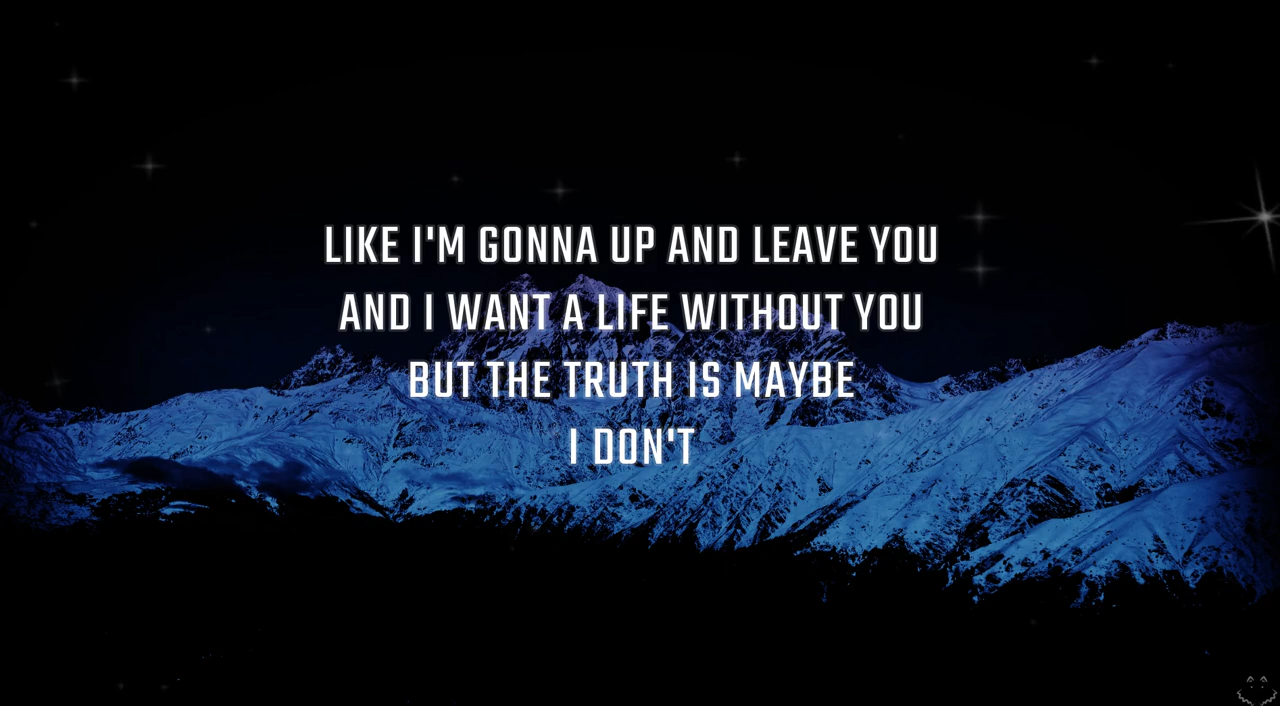 LIKE I'M GONNA UP AND LEAVE YOU
AND I WANT A LIFE WITHOUT YOU
BUT THE TRUTH IS MAYBE
I DON'T